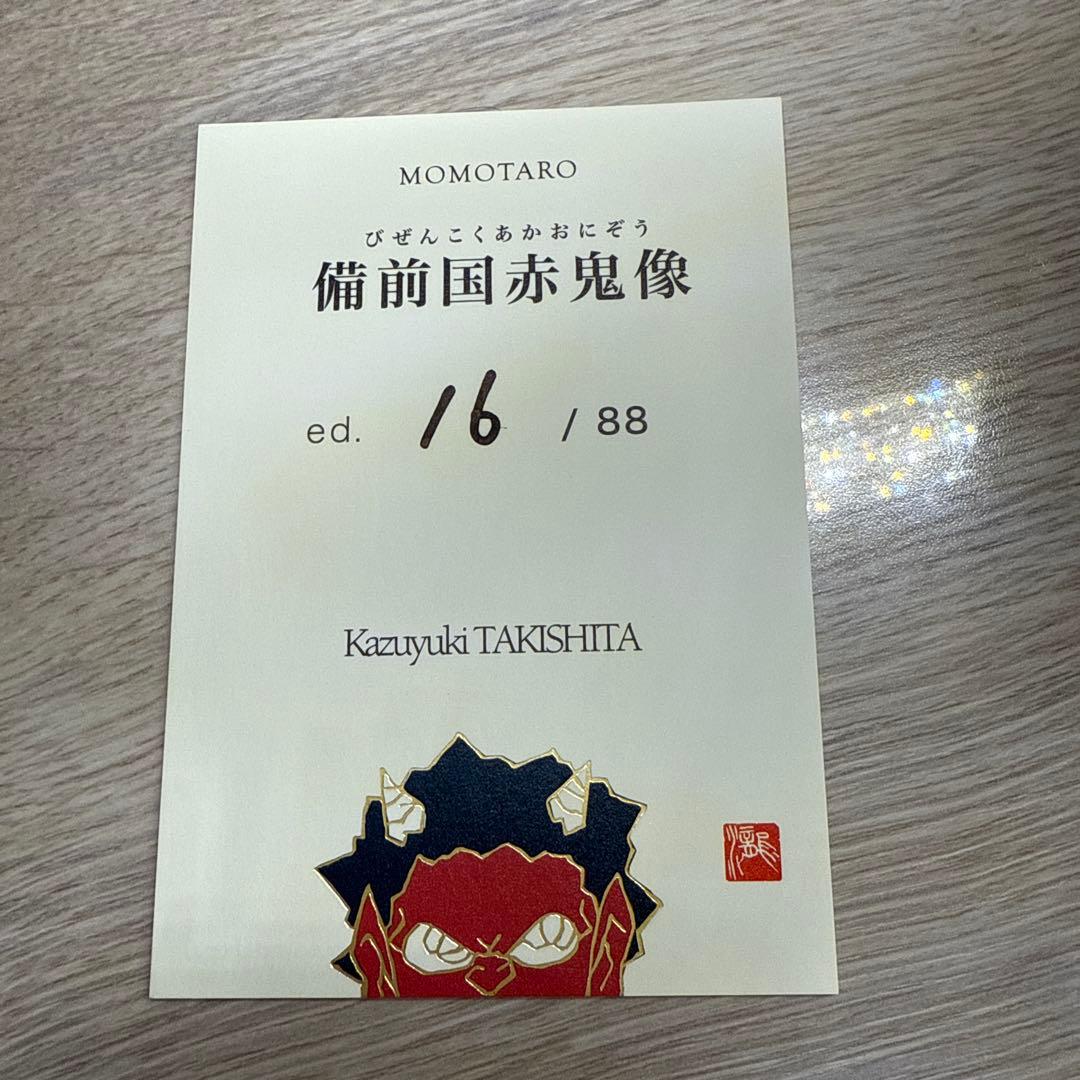 MOMOTARO
びぜんこくあかおにぞう
備前国赤鬼像
ed. 16 / 88
Kazuyuki TAKISHITA
瀧